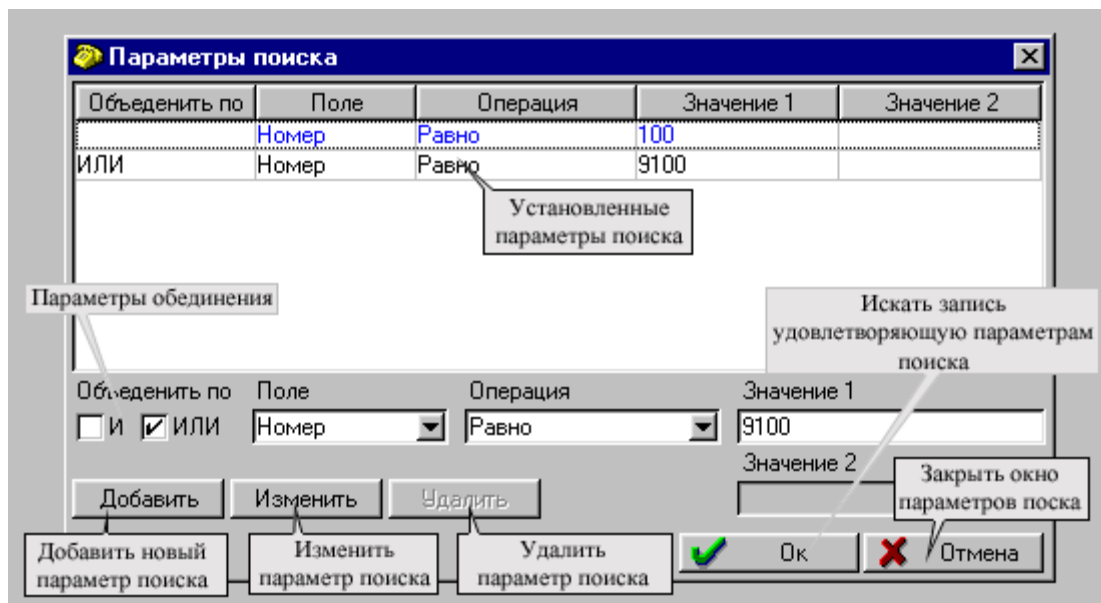 Параметры поиска
Объеденить по Поле Операция Значение 1 Значение 2
Номер Равно 100
ИЛИ Номер Равно 9100
Установленные
параметры поиска
Параметры обединения
Искать запись
удовлетворяющую параметрам
поиска
Объеденить по Поле Операция Значение 1
И ИЛИ Номер Равно 9100
Значение 2
Закрыть окно
параметров поска
Добавить Изменить Удалить
Ок Отмена
Добавить новый
параметр поиска
Изменить
параметр поиска
Удалить
параметр поиска